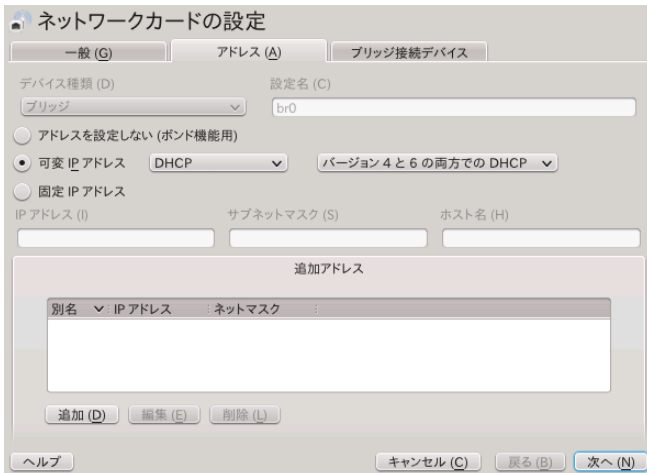 ネットワークカードの設定
一般 (G) アドレス (A) ブリッジ接続デバイス
デバイス種類 (D) 設定名 (C)
ブリッジ br0
アドレスを設定しない (ボンド機能用)
可変 IP アドレス DHCP バージョン 4 と 6 の両方での DHCP
固定 IP アドレス
IP アドレス (I) サブネットマスク (S) ホスト名 (H)
追加アドレス
別名 IP アドレス ネットマスク
追加 (D) 編集 (E) 削除 (L)
ヘルプ キャンセル (C) 戻る (B) 次へ (N)